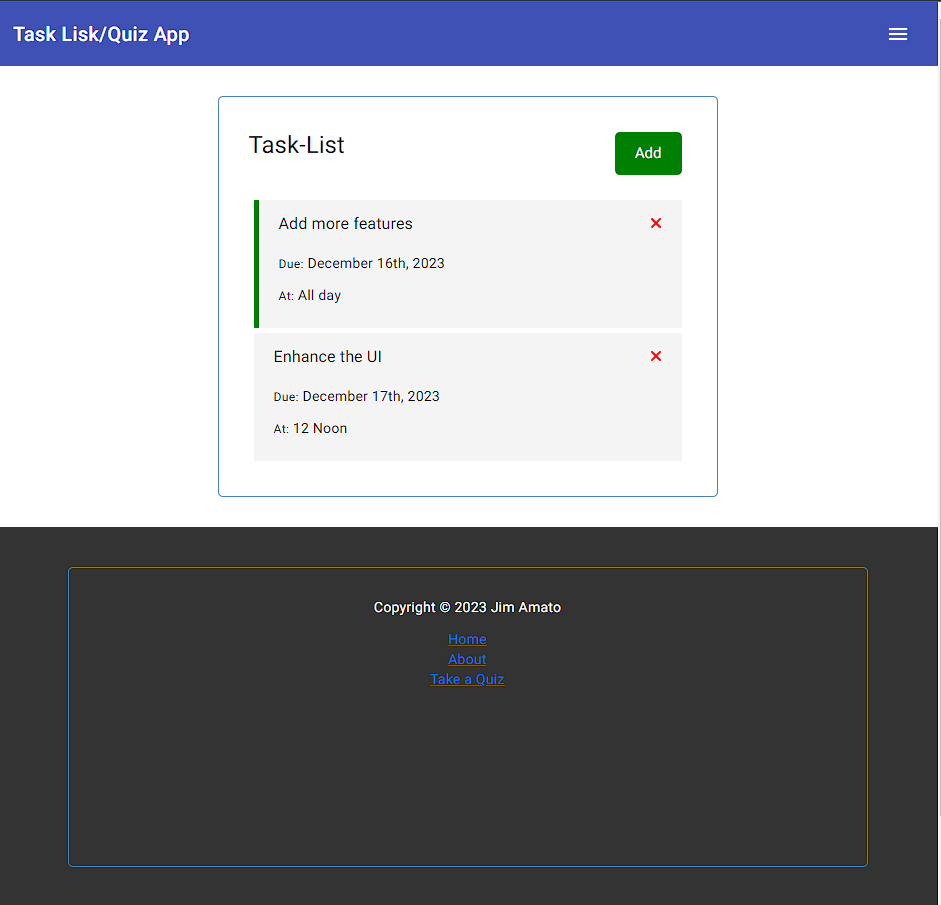 Task Lisk/Quiz App
Task-List
Add
Add more features
Due: December 16th, 2023
At: All day
Enhance the UI
Due: December 17th, 2023
At: 12 Noon
Copyright © 2023 Jim Amato
Home
About
Take a Quiz